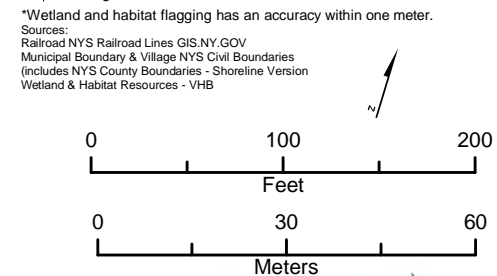 *Wetland and habitat flagging has an accuracy within one meter.
Sources:
Railroad NYS Railroad Lines GIS.NY.GOV
Municipal Boundary & Village NYS Civil Boundaries
(includes NYS County Boundaries - Shoreline Version
Wetland & Habitat Resources - VHB
N
0 100 200
Feet
0 30 60
Meters